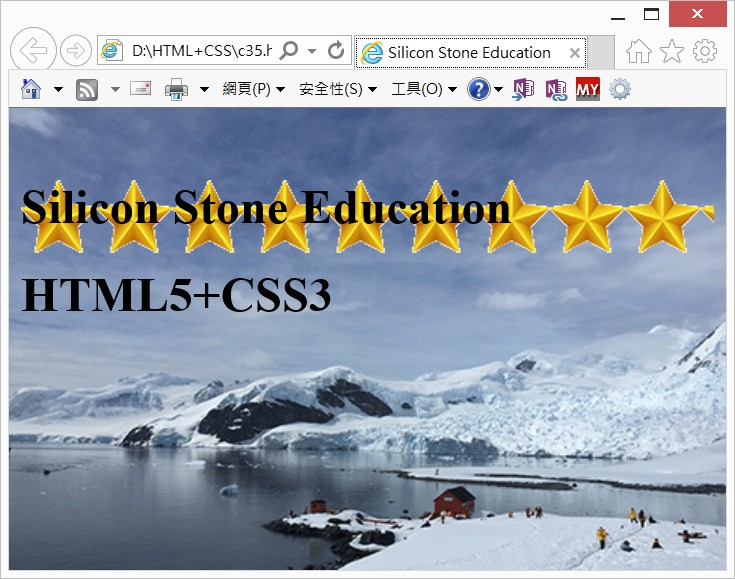 D:\HTML+CSS\c35.h
Silicon Stone Education
網頁(P) 安全性(S) 工具(O) MY
Silicon Stone Education
HTML5+CSS3